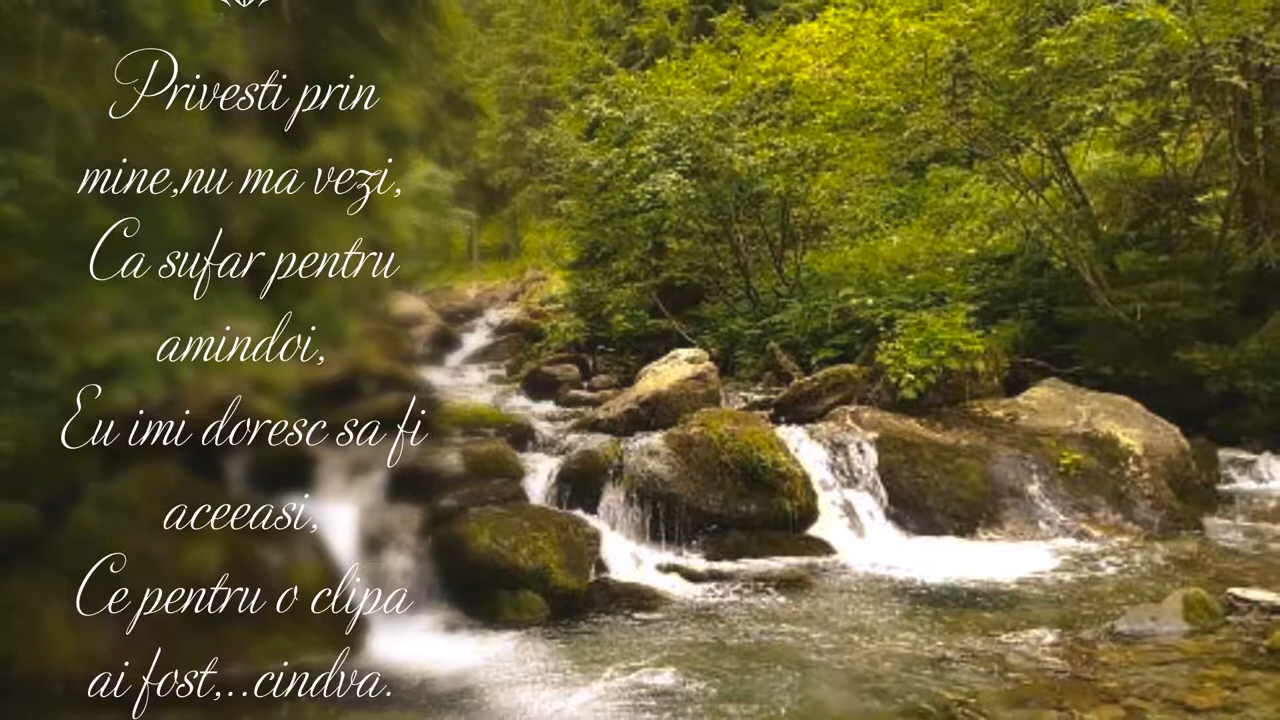 Privesti prin
mine,nu ma vezi,
Ca sufar pentru
amindoi,
Eu imi doresc sa fi
aceeasi,
Ce pentru o clipa
ai fost,..cindva.